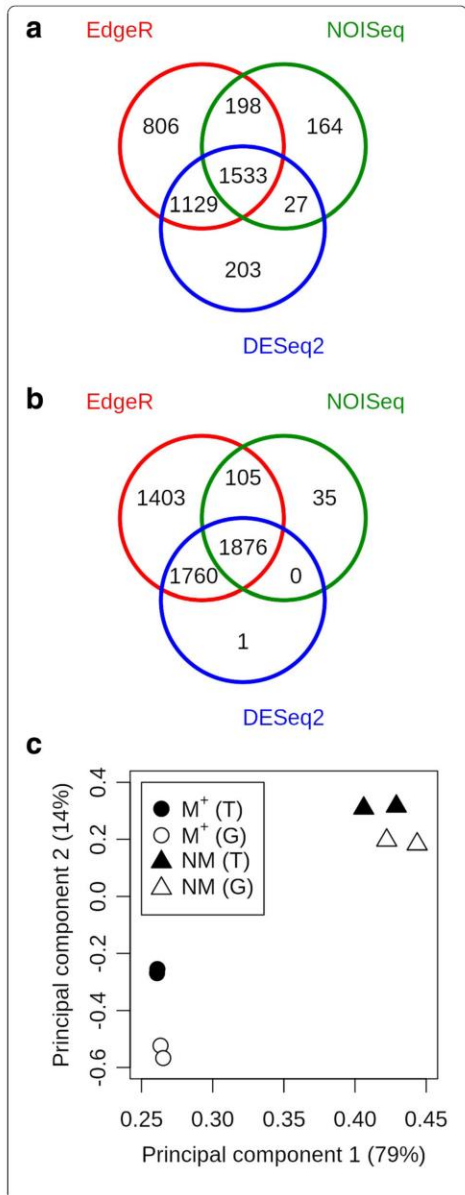 a
EdgeR NOISeq
806 198 164
1533
1129 27
203
DESeq2
b
EdgeR NOISeq
1403 105 35
1876
1760 0
1
DESeq2
c
Principal component 2 (14%)
0.4
0.2
0.0
-0.2
-0.4
-0.6
M⁺ (T)
M⁺ (G)
NM (T)
NM (G)
0.25 0.30 0.35 0.40 0.45
Principal component 1 (79%)